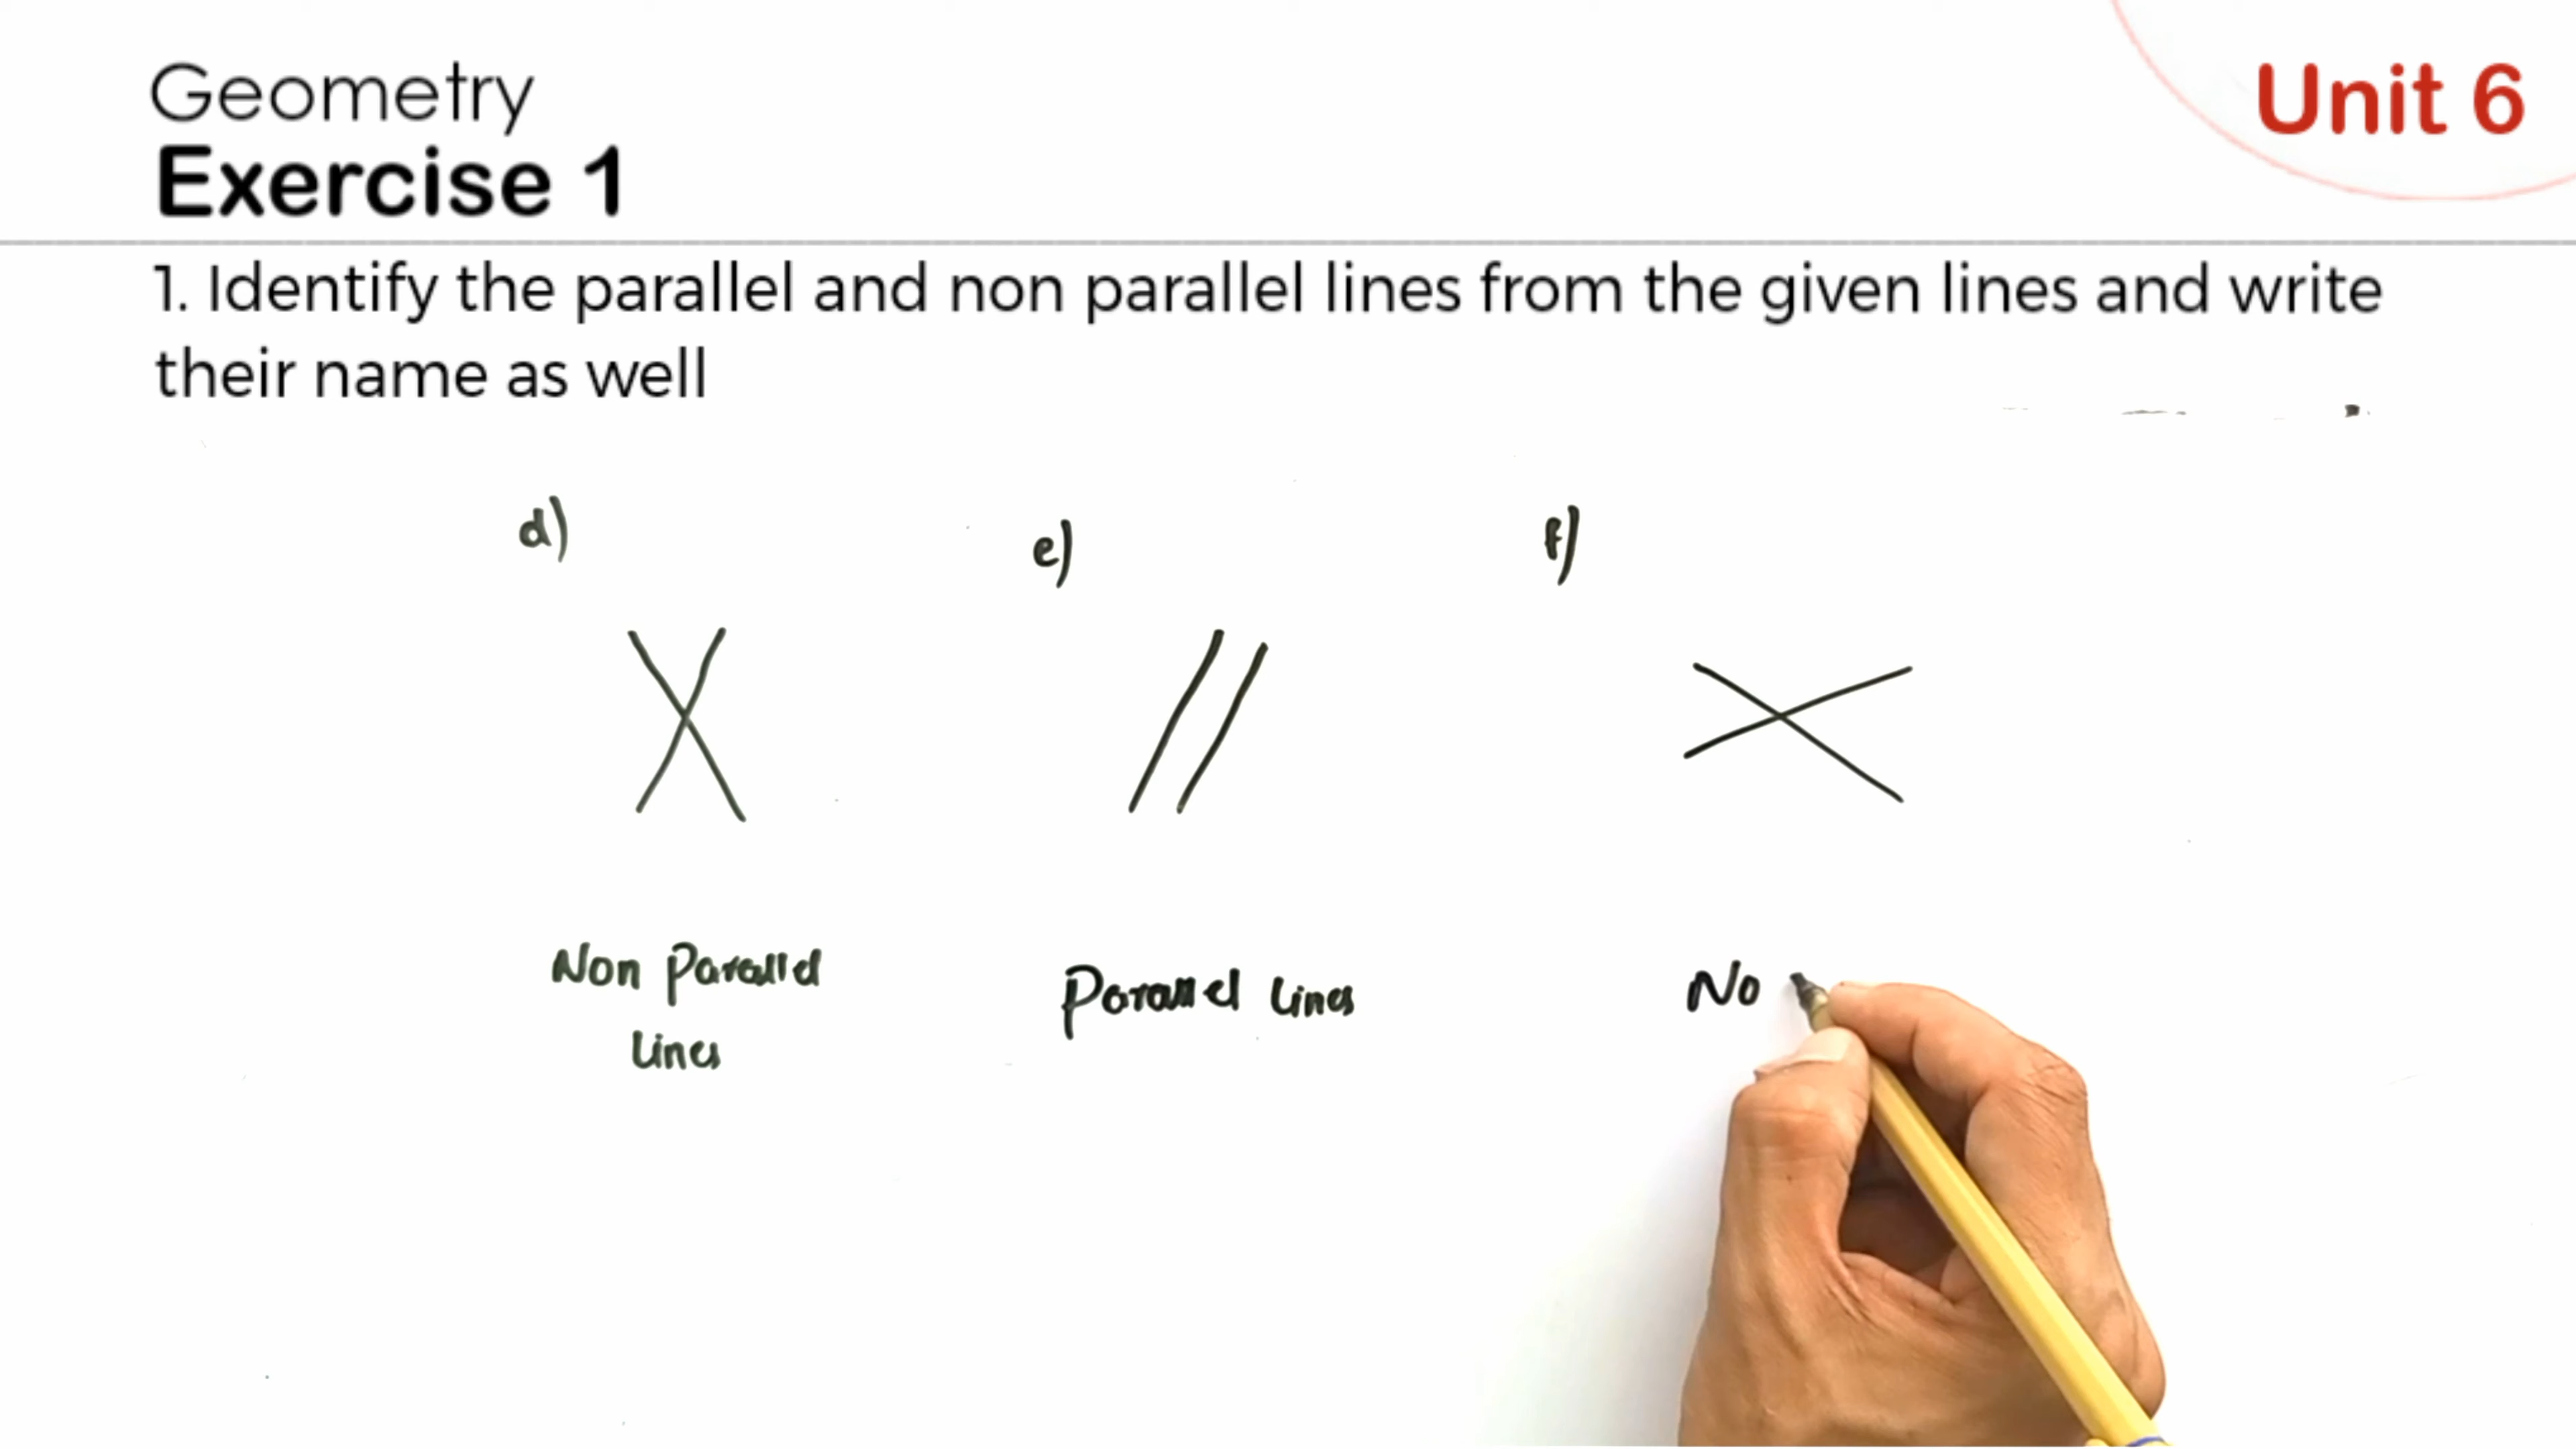 Geometry
Exercise 1
Unit 6
1. Identify the parallel and non parallel lines from the given lines and write
their name as well
d)
e)
f)
Non Parallel
Lines
Parallel Lines
No